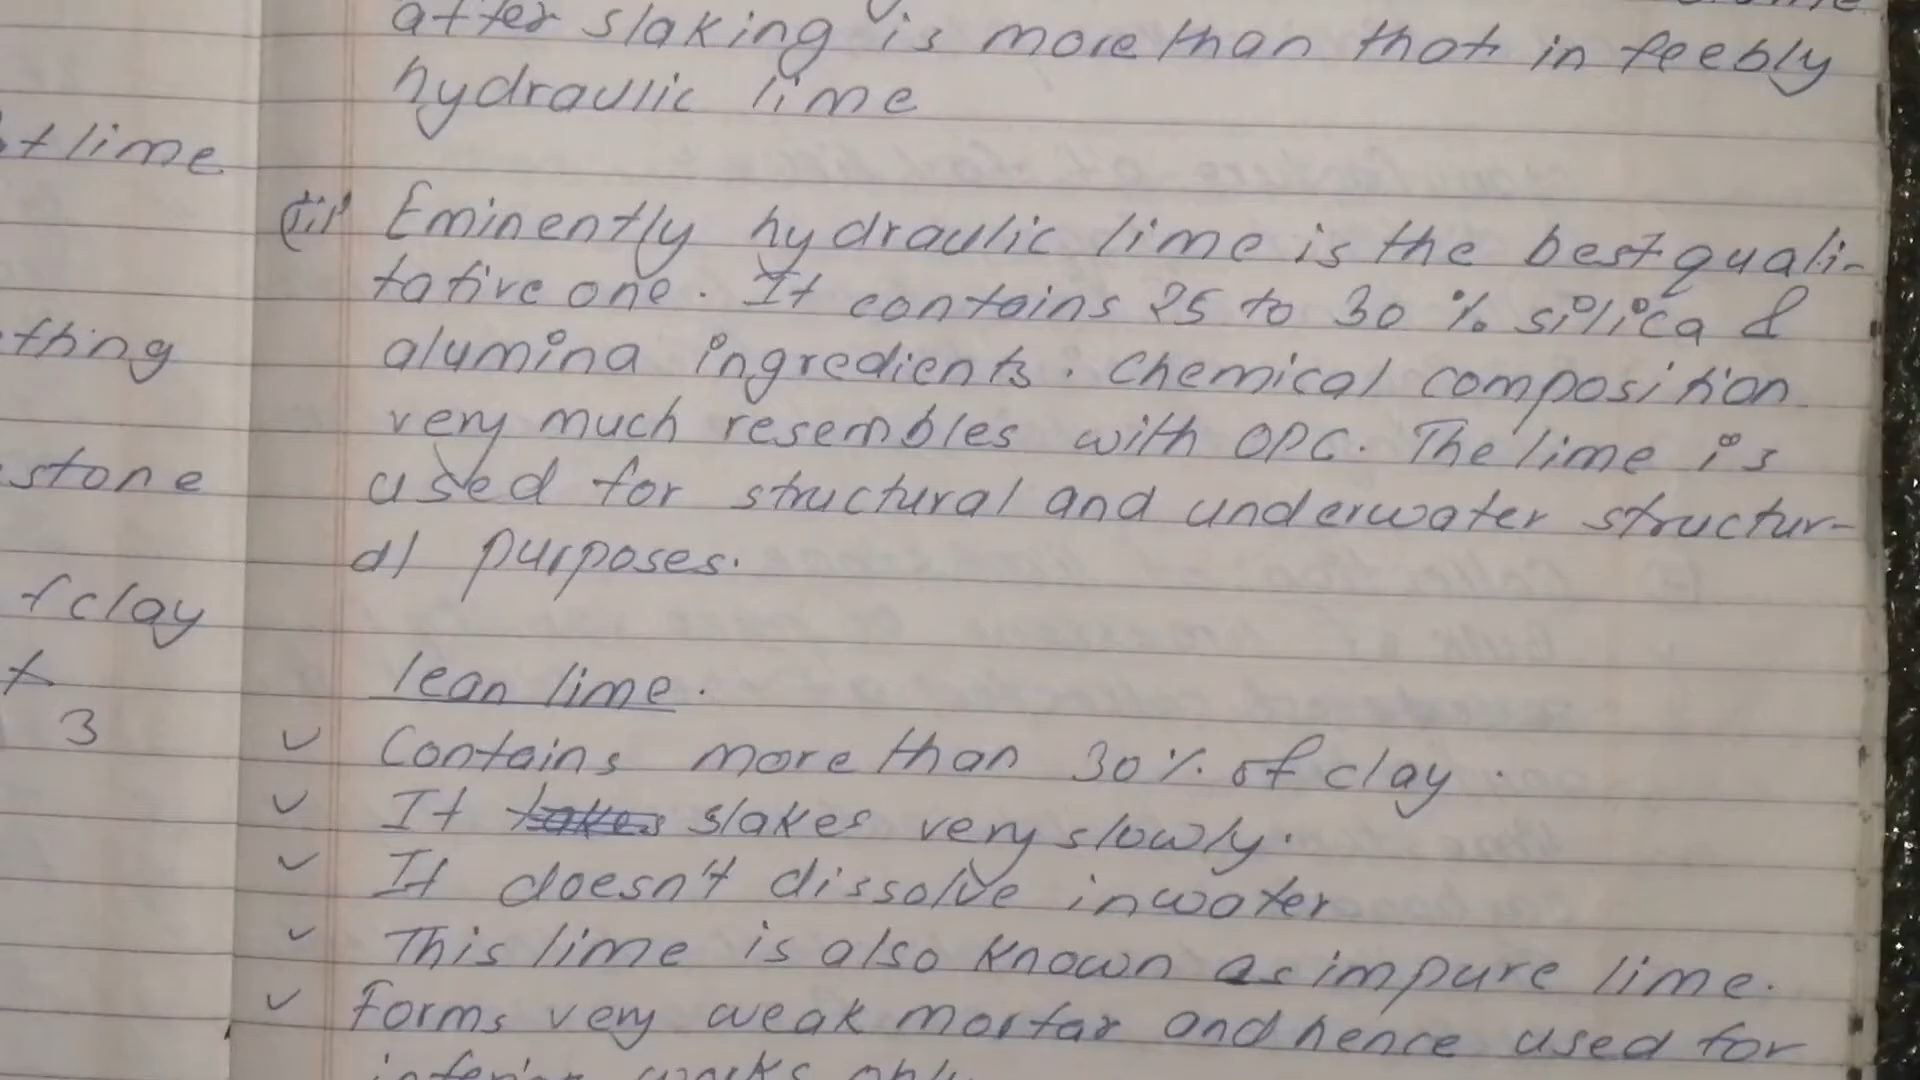 after slaking is more than that in feebly
hydraulic lime
t lime
(iii) Eminently hydraulic lime is the best quali-
tative one. It contains 25 to 30 % silica &
thing
alumina ingredients. Chemical composition
very much resembles with OPC. The lime is
stone
used for structural and underwater structur-
al purposes.
f clay
lean lime.
3
✓ Contains more than 30% of clay.
✓ It takes slakes very slowly.
✓ It doesn't dissolve in water
✓ This lime is also known as impure lime.
✓ Forms very weak mortar and hence used for
inferior works only